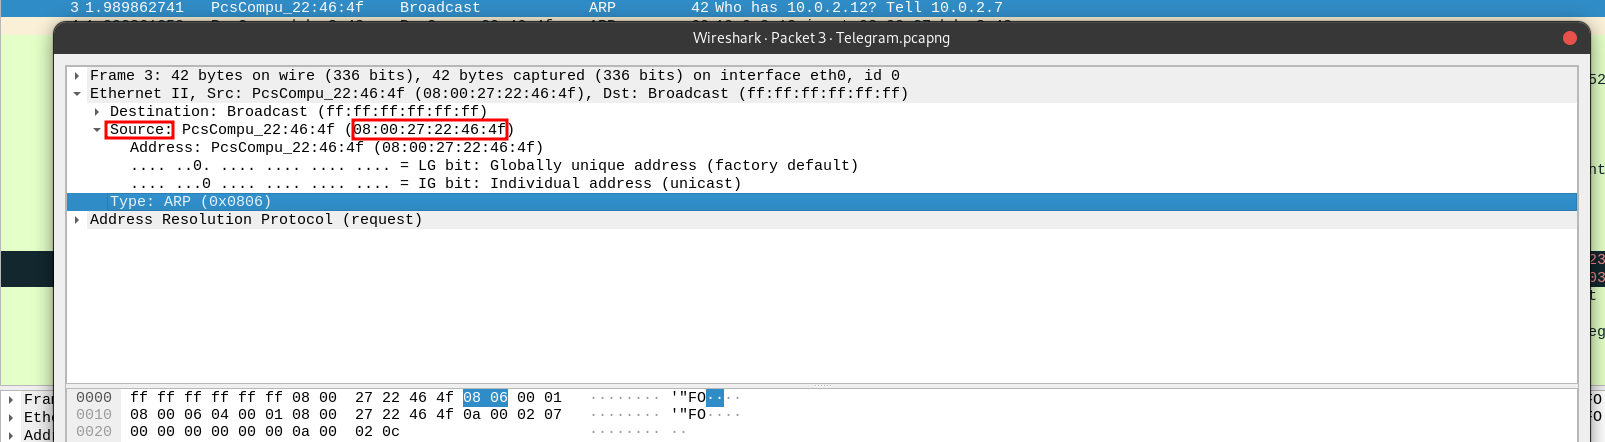 3 1.989862741 PcsCompu_22:46:4f Broadcast ARP 42 Who has 10.0.2.12? Tell 10.0.2.7
Wireshark · Packet 3 · Telegram.pcapng
Frame 3: 42 bytes on wire (336 bits), 42 bytes captured (336 bits) on interface eth0, id 0
Ethernet II, Src: PcsCompu_22:46:4f (08:00:27:22:46:4f), Dst: Broadcast (ff:ff:ff:ff:ff:ff)
Destination: Broadcast (ff:ff:ff:ff:ff:ff)
Source: PcsCompu_22:46:4f (08:00:27:22:46:4f)
Address: PcsCompu_22:46:4f (08:00:27:22:46:4f)
.... ..0. .... .... .... .... = LG bit: Globally unique address (factory default)
.... ...0 .... .... .... .... = IG bit: Individual address (unicast)
Type: ARP (0x0806)
Address Resolution Protocol (request)
0000 ff ff ff ff ff ff 08 00 27 22 46 4f 08 06 00 01 ········ '"FO····
0010 08 00 06 04 00 01 08 00 27 22 46 4f 0a 00 02 07 ········ '"FO····
0020 00 00 00 00 00 00 0a 00 02 0c ········ ··
52
nt
23
03
t
eg
Fra
Eth
Add
FO
FO